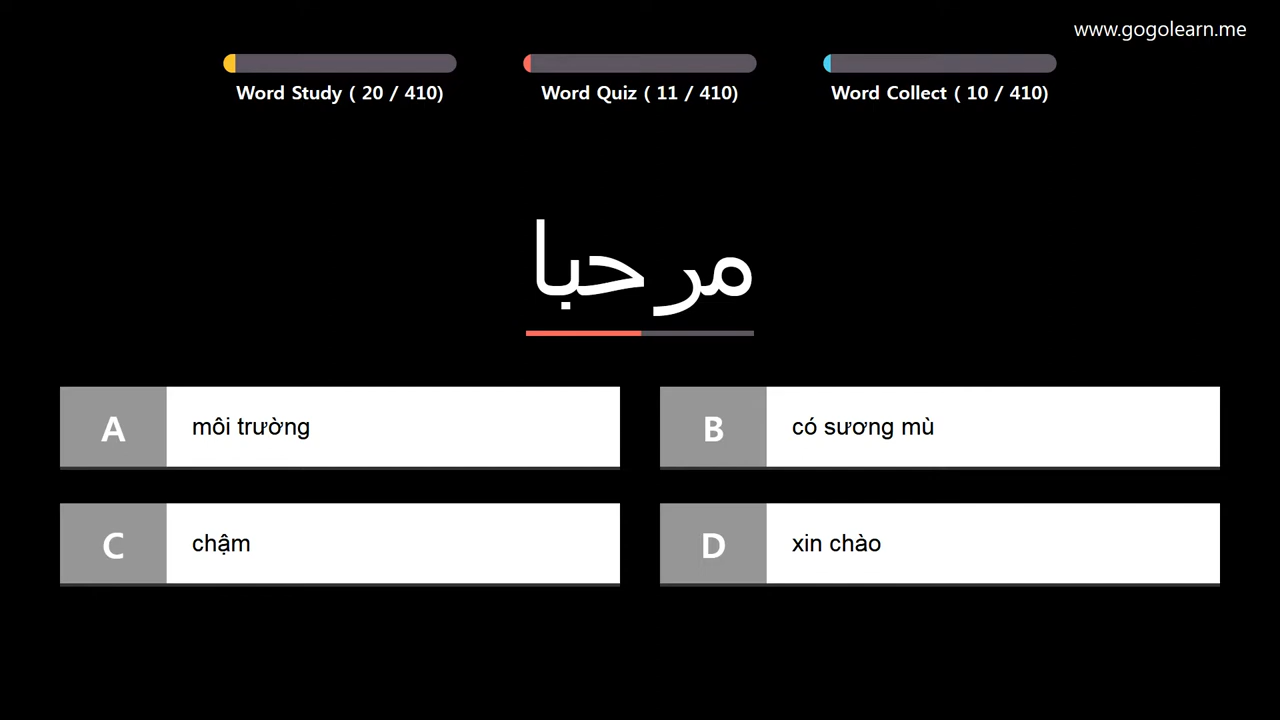 www.gogolearn.me
Word Study ( 20 / 410)
Word Quiz ( 11 / 410)
Word Collect ( 10 / 410)
مرحبا
A
môi trường
B
có sương mù
C
chậm
D
xin chào